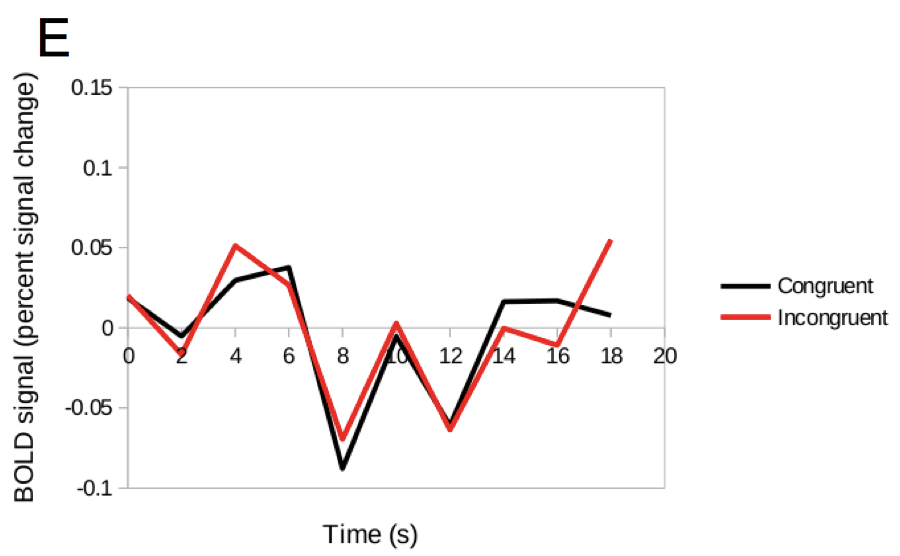 E
BOLD signal (percent signal change)
0.15
0.1
0.05
0
-0.05
-0.1
0 2 4 6 8 10 12 14 16 18 20
Time (s)
Congruent
Incongruent